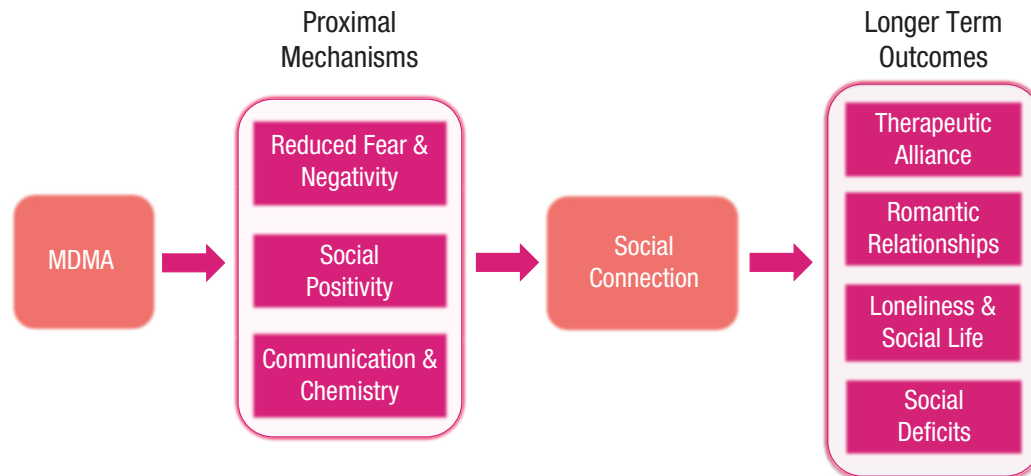 Proximal
Mechanisms
Longer Term
Outcomes
MDMA
Reduced Fear &
Negativity
Social
Positivity
Communication &
Chemistry
Social
Connection
Therapeutic
Alliance
Romantic
Relationships
Loneliness &
Social Life
Social
Deficits